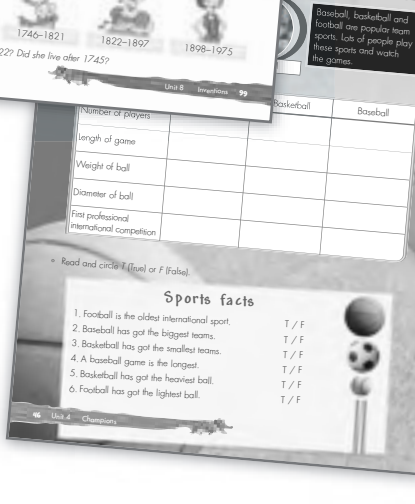 1746–1821
1822–1897
1898–1975
22? Did she live after 1745?
Unit 8 Inventions 99
Baseball, basketball and
football are popular team
sports. Lots of people play
these sports and watch
the games.
Basketball
Baseball
Number of players
Length of game
Weight of ball
Diameter of ball
First professional
international competition
• Read and circle T (True) or F (False).
Sports facts
1. Football is the oldest international sport. T / F
2. Baseball has got the biggest teams. T / F
3. Basketball has got the smallest teams. T / F
4. A baseball game is the longest. T / F
5. Basketball has got the heaviest ball. T / F
6. Football has got the lightest ball. T / F
46 Unit 4 Champions